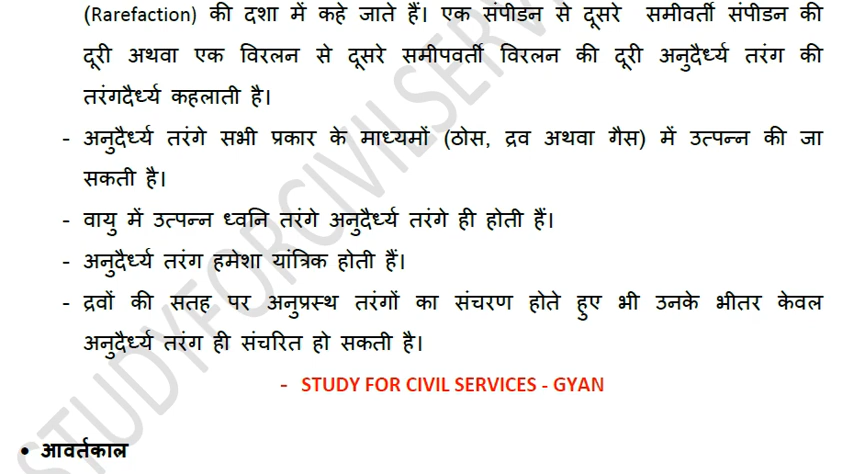 (Rarefaction) की दशा में कहे जाते हैं। एक संपीडन से दूसरे समीवर्ती संपीडन की
दूरी अथवा एक विरलन से दूसरे समीपवर्ती विरलन की दूरी अनुदैर्ध्य तरंग की
तरंगदैर्ध्य कहलाती है।
- अनुदैर्ध्य तरंगे सभी प्रकार के माध्यमों (ठोस, द्रव अथवा गैस) में उत्पन्न की जा
सकती है।
- वायु में उत्पन्न ध्वनि तरंगे अनुदैर्ध्य तरंगे ही होती हैं।
- अनुदैर्ध्य तरंग हमेशा यांत्रिक होती हैं।
- द्रवों की सतह पर अनुप्रस्थ तरंगों का संचरण होते हुए भी उनके भीतर केवल
अनुदैर्ध्य तरंग ही संचरित हो सकती है।
- STUDY FOR CIVIL SERVICES - GYAN
• आवर्तकाल
STUDYFORCIVILSERVI